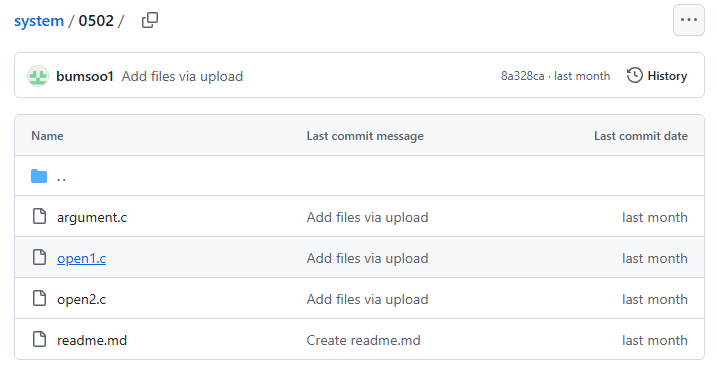 system / 0502 /
bumsoo1 Add files via upload 8a328ca · last month History
Name Last commit message Last commit date
..
argument.c Add files via upload last month
open1.c Add files via upload last month
open2.c Add files via upload last month
readme.md Create readme.md last month